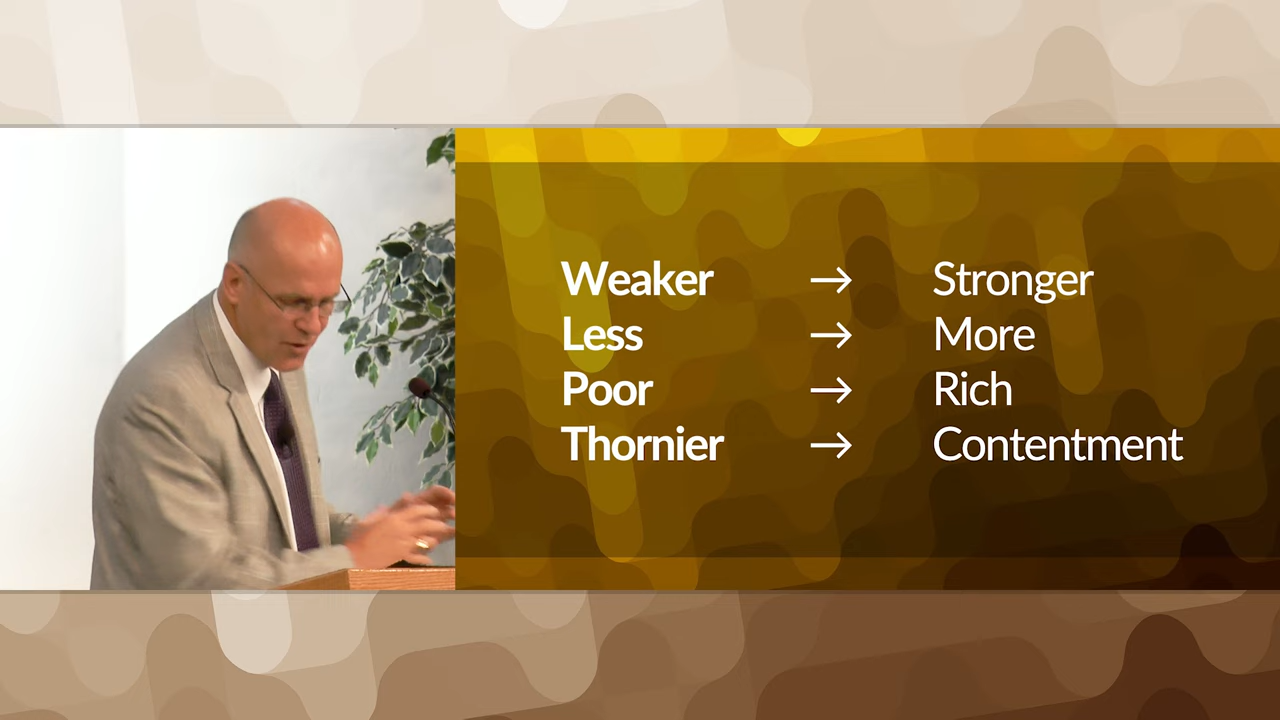 Weaker → Stronger
Less → More
Poor → Rich
Thornier → Contentment